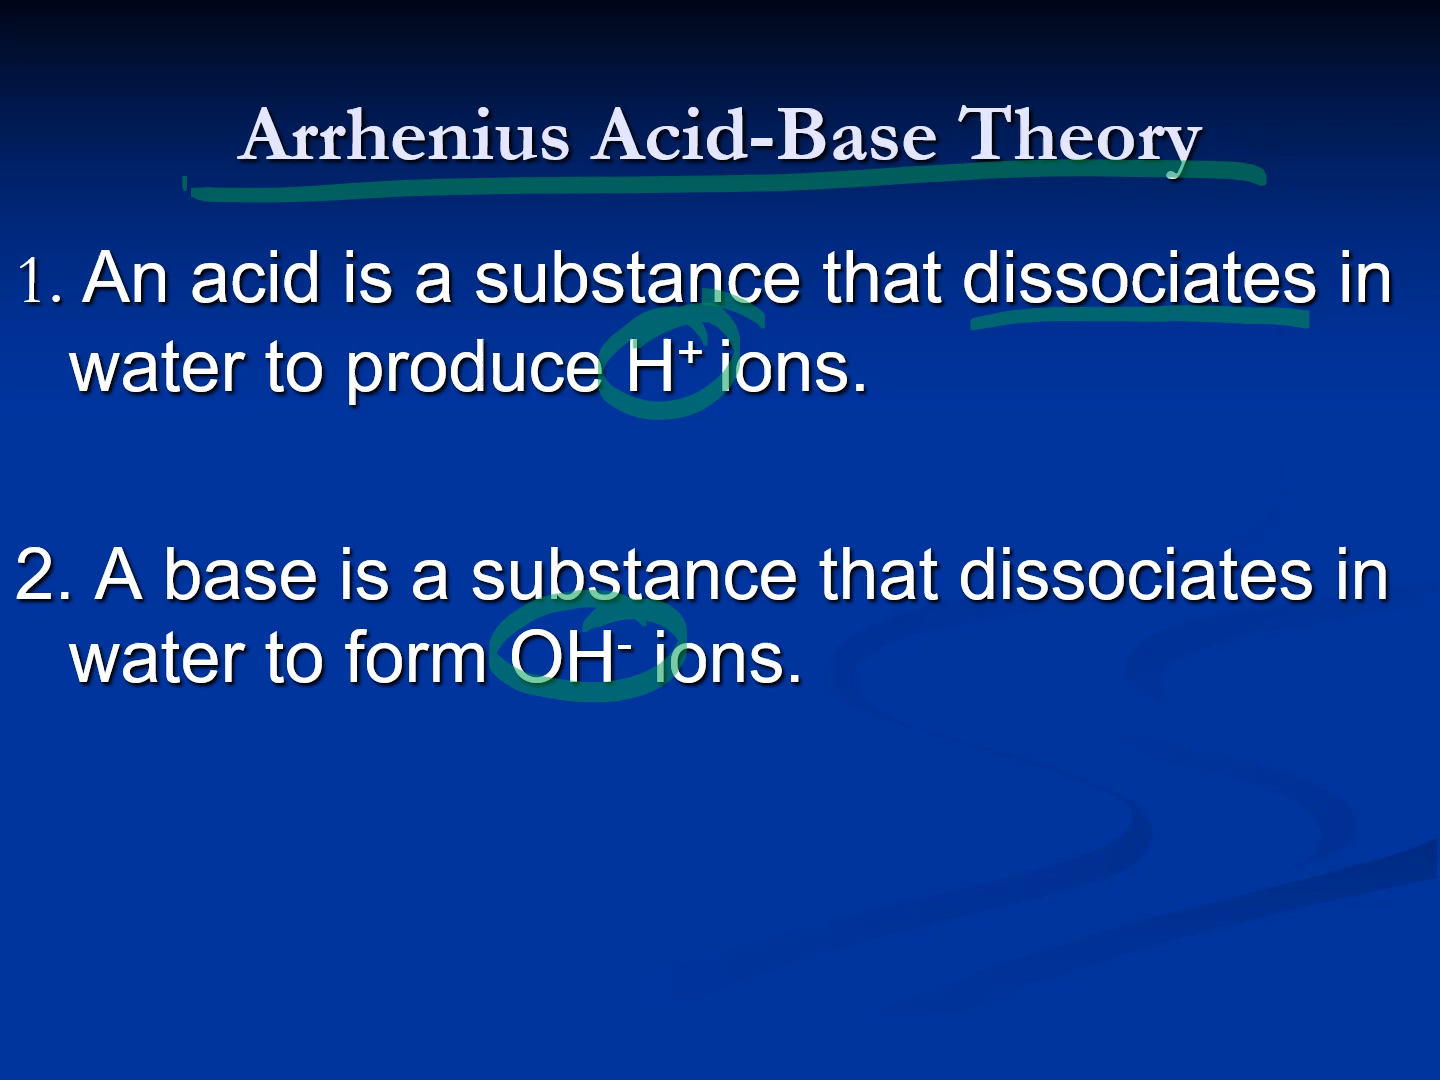 Arrhenius Acid-Base Theory
1. An acid is a substance that dissociates in
water to produce H⁺ ions.
2. A base is a substance that dissociates in
water to form OH⁻ ions.